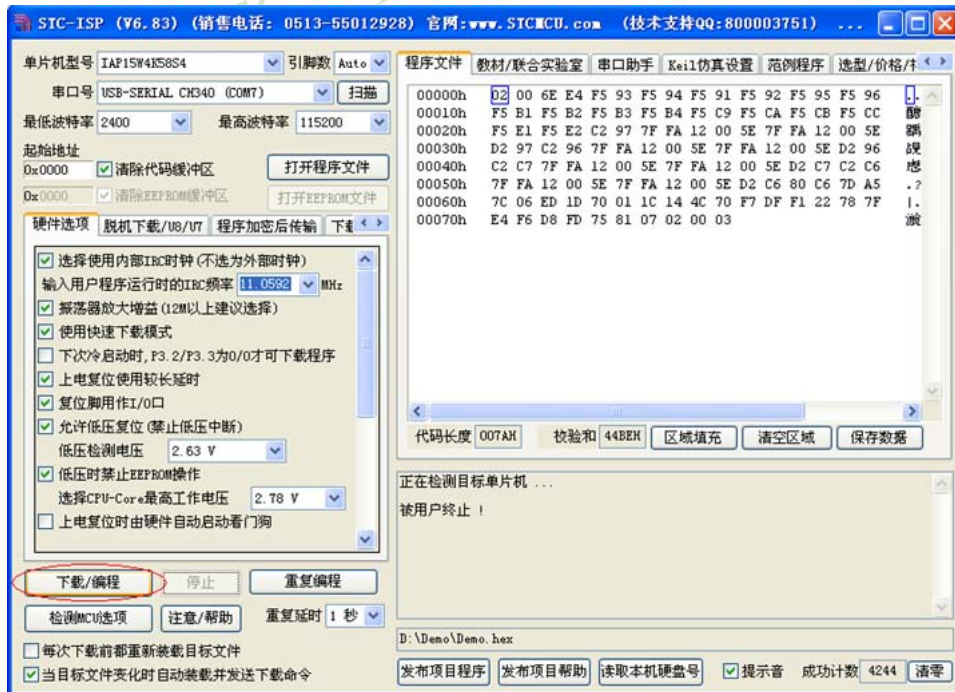 STC-ISP (V6.83) (销售电话: 0513-55012928) 官网:www.STCMCU.com (技术支持QQ:800003751) ...
单片机型号 IAP15W4K58S4 引脚数 Auto
串口号 USB-SERIAL CH340 (COM7) 扫描
最低波特率 2400 最高波特率 115200
起始地址
0x0000 清除代码缓冲区 打开程序文件
0x0000 清除EEPROM缓冲区 打开EEPROM文件
硬件选项 脱机下载/U8/U7 程序加密后传输
选择使用内部IRC时钟(不选为外部时钟)
输入用户程序运行时的IRC频率 11.0592 MHz
振荡器放大增益(12M以上建议选择)
使用快速下载模式
下次冷启动时,P3.2/P3.3为0/0才可下载程序
上电复位使用较长延时
复位脚用作I/O口
允许低压复位(禁止低压中断)
低压检测电压 2.63 V
低压时禁止EEPROM操作
选择CPU-Core最高工作电压 2.78 V
上电复位时由硬件自动启动看门狗
下载/编程 停止 重复编程
检测MCU选项 注意/帮助 重复延时 1 秒
每次下载前都重新装载目标文件
当目标文件变化时自动装载并发送下载命令
程序文件 教材/联合实验室 串口助手 Keil仿真设置 范例程序 选型/价格/
00000h 02 00 6E E4 F5 93 F5 94 F5 91 F5 92 F5 95 F5 96
00010h F5 B1 F5 B2 F5 B3 F5 B4 F5 C9 F5 CA F5 CB F5 CC
00020h F5 E1 F5 E2 C2 97 7F FA 12 00 5E 7F FA 12 00 5E
00030h D2 97 C2 96 7F FA 12 00 5E 7F FA 12 00 5E D2 96
00040h C2 C7 7F FA 12 00 5E 7F FA 12 00 5E D2 C7 C2 C6
00050h 7F FA 12 00 5E 7F FA 12 00 5E D2 C6 80 C6 7D A5 .?
00060h 7C 06 ED 1D 70 01 1C 14 4C 70 F7 DF F1 22 78 7F |.
00070h E4 F6 D8 FD 75 81 07 02 00 03
代码长度 007AH 校验和 44BEH 区域填充 清空区域 保存数据
正在检测目标单片机 ...
被用户终止 !
D:\Demo\Demo.hex
发布项目程序 发布项目帮助 读取本机硬盘号 提示音 成功计数 4244 清零